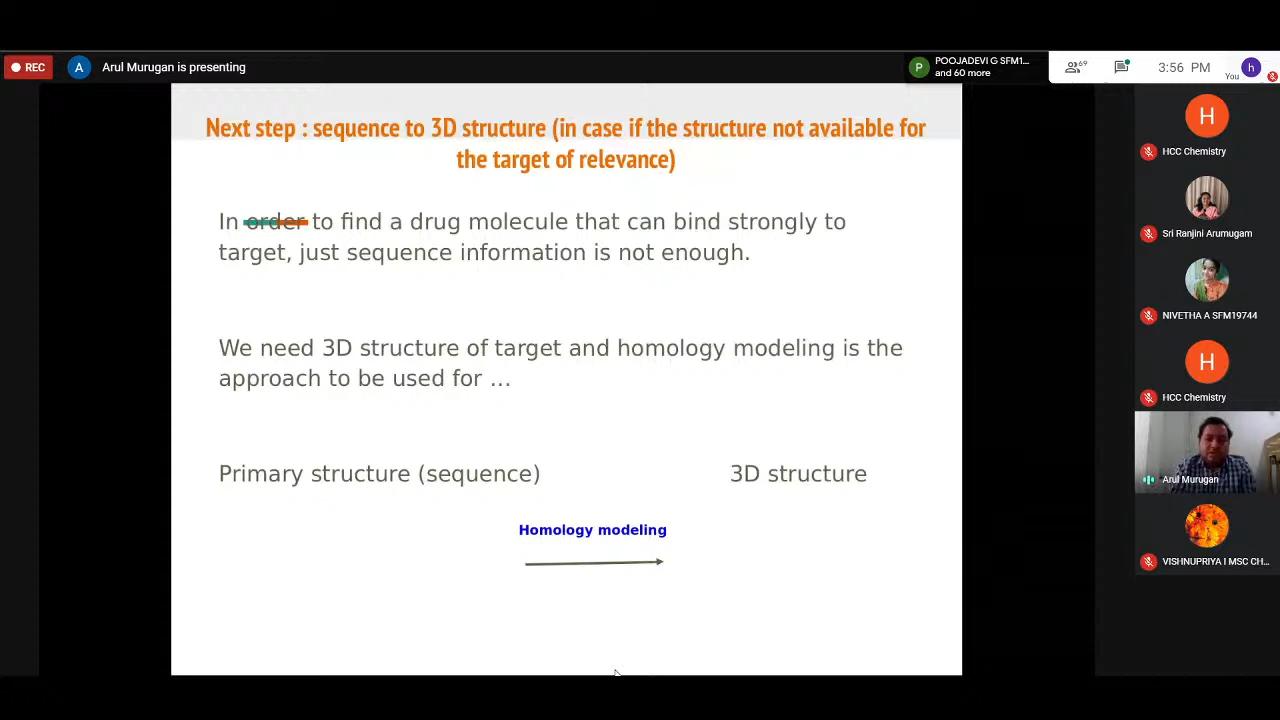 REC
A
Arul Murugan is presenting
P
POOJADEVI G SFM1...
and 60 more
69
3:56 PM
You
h
Next step : sequence to 3D structure (in case if the structure not available for
the target of relevance)
In order to find a drug molecule that can bind strongly to
target, just sequence information is not enough.
We need 3D structure of target and homology modeling is the
approach to be used for ...
Primary structure (sequence) 3D structure
Homology modeling
H
HCC Chemistry
Sri Ranjini Arumugam
NIVETHA A SFM19744
H
HCC Chemistry
Arul Murugan
VISHNUPRIYA I MSC CH...